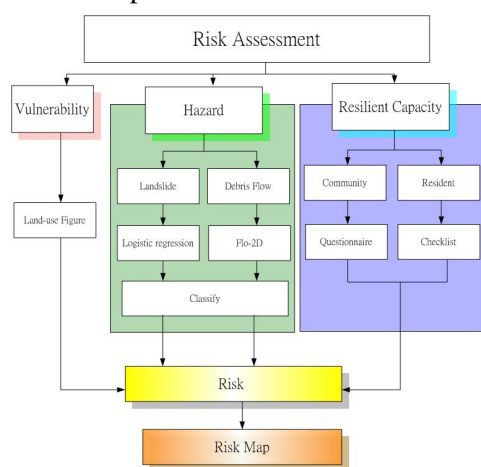 Risk Assessment
Vulnerability
Hazard
Resilient Capacity
Landslide
Debris Flow
Community
Resident
Land-use Figure
Logistic regression
Flo-2D
Questionnaire
Checklist
Classify
Risk
Risk Map